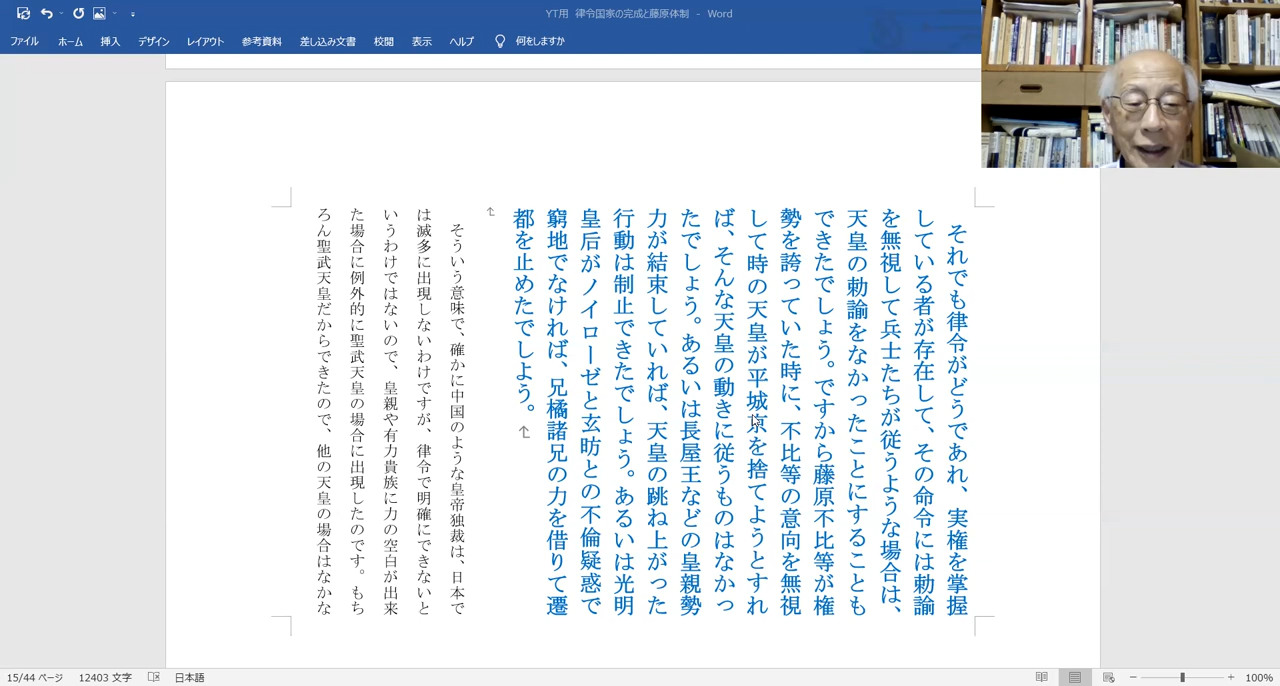 YT用 律令国家の完成と藤原体制 - Word
ファイル ホーム 挿入 デザイン レイアウト 参考資料 差し込み文書 校閲 表示 ヘルプ 何をしますか
それでも律令がどうであれ、実権を掌握
している者が存在して、その命令には勅諭
を無視して兵士たちが従うような場合は、
天皇の勅諭をなかったことにすることも
できたでしょう。ですから藤原不比等が権
勢を誇っていた時に、不比等の意向を無視
して時の天皇が平城京を捨てようとすれ
ば、そんな天皇の動きに従うものはなかっ
たでしょう。あるいは長屋王などの皇親勢
力が結束していれば、天皇の跳ね上がった
行動は制止できたでしょう。あるいは光明
皇后がノイローゼと玄昉との不倫疑惑で
窮地でなければ、兄橘諸兄の力を借りて遷
都を止めたでしよう。
そういう意味で、確かに中国のような皇帝独裁は、日本で
は滅多に出現しないわけですが、律令で明確にできないと
いうわけではないので、皇親や有力貴族に力の空白が出来
た場合に例外的に聖武天皇の場合に出現したのです。もち
ろん聖武天皇だからできたので、他の天皇の場合はなかな
15/44 ページ 12403 文字 日本語 100%